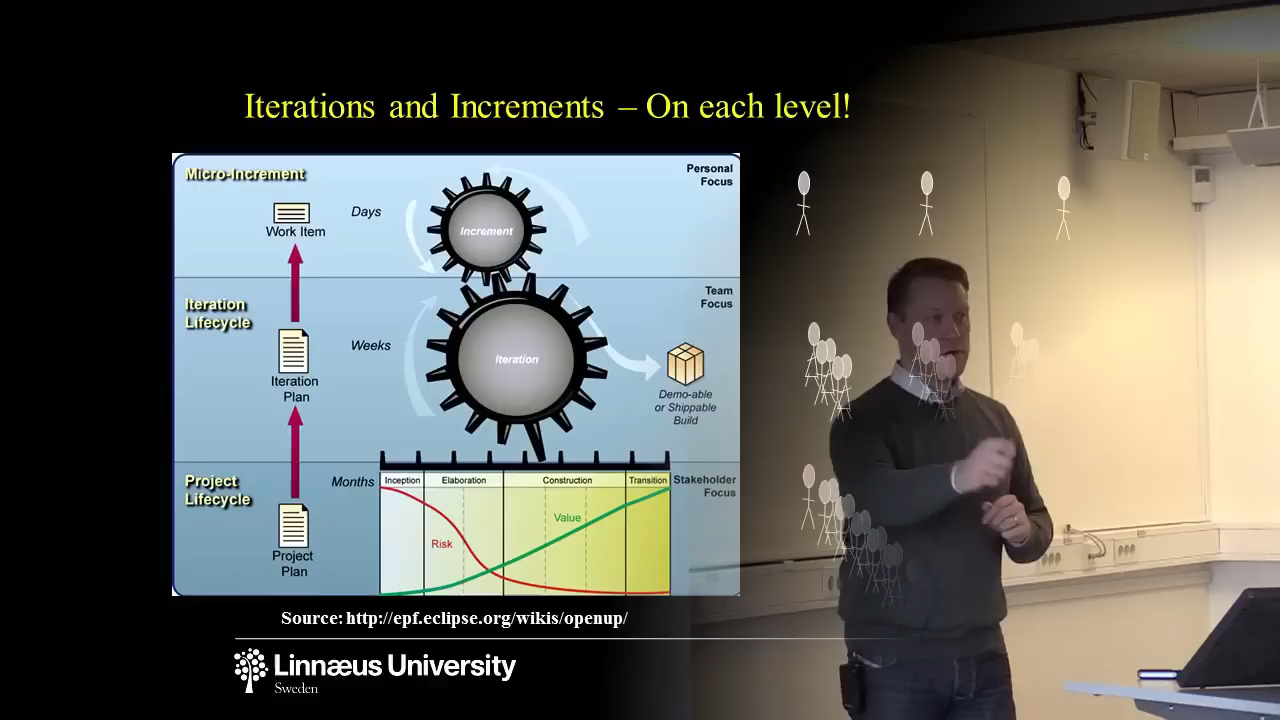 Iterations and Increments – On each level!
Micro-Increment
Personal
Focus
Days
Work Item
Increment
Iteration
Lifecycle
Team
Focus
Weeks
Iteration
Iteration
Plan
Demo-able
or Shippable
Build
Project
Lifecycle
Months
Inception
Elaboration
Construction
Transition
Stakeholder
Focus
Value
Risk
Project
Plan
Source: http://epf.eclipse.org/wikis/openup/
Linnæus University
Sweden